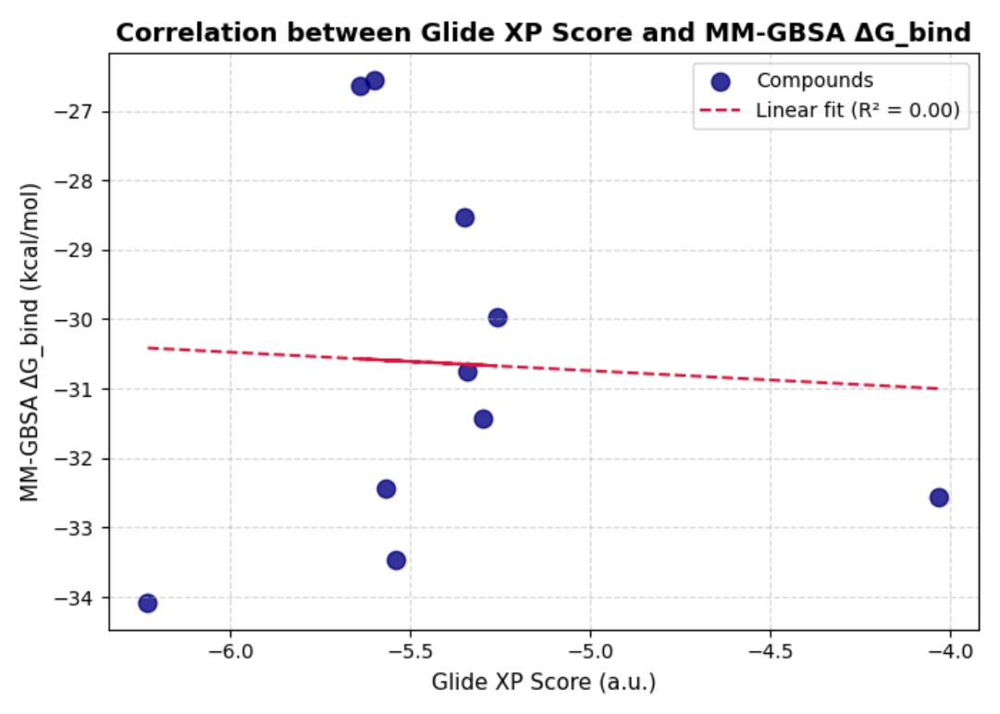 Correlation between Glide XP Score and MM-GBSA ΔG_bind
Compounds
Linear fit (R² = 0.00)
MM-GBSA ΔG_bind (kcal/mol)
−27
−28
−29
−30
−31
−32
−33
−34
−6.0
−5.5
−5.0
−4.5
−4.0
Glide XP Score (a.u.)